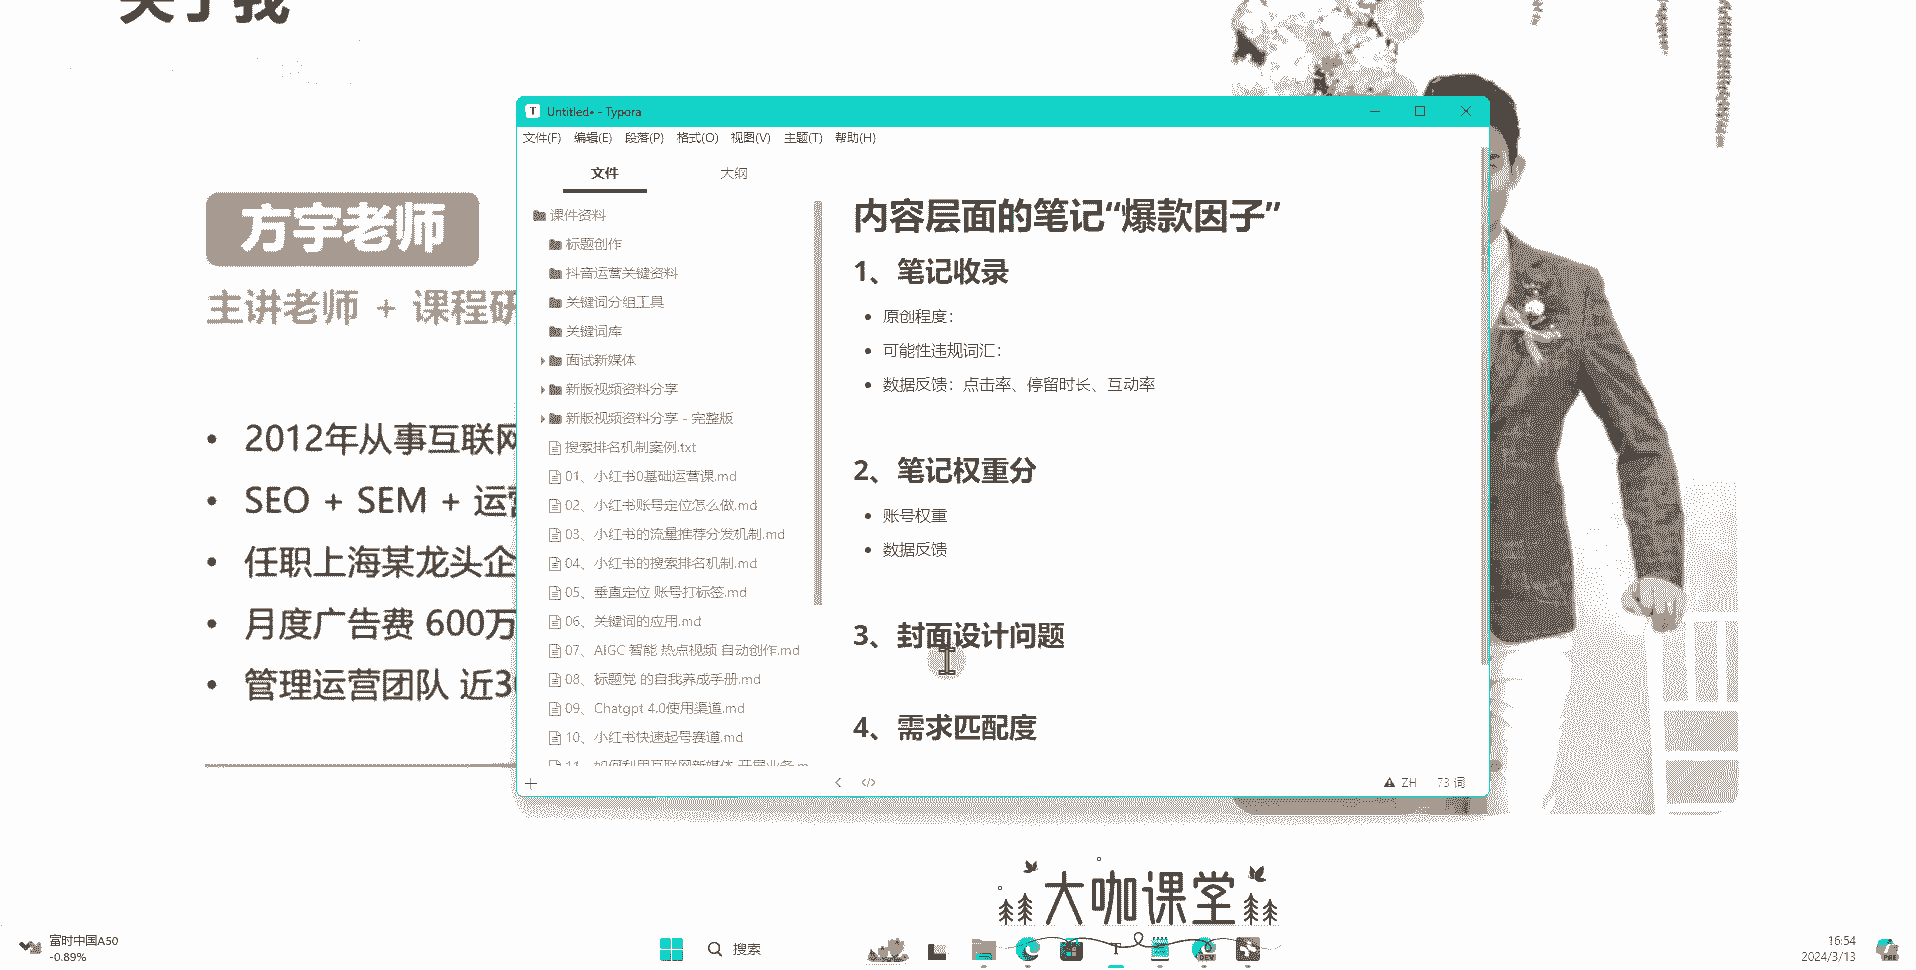 关于我
方宇老师
主讲老师 + 课程研
2012年从事互联网
SEO + SEM + 运营
任职上海某龙头企
月度广告费 600万
管理运营团队 近3
Untitled• - Typora
文件(F) 编辑(E) 段落(P) 格式(O) 视图(V) 主题(T) 帮助(H)
文件 大纲
课件资料
标题创作
抖音运营关键资料
关键词分组工具
关键词库
面试新媒体
新版视频资料分享
新版视频资料分享 - 完整版
搜索排名机制案例.txt
01、小红书0基础运营课.md
02、小红书账号定位怎么做.md
03、小红书的流量推荐分发机制.md
04、小红书的搜索排名机制.md
05、垂直定位 账号打标签.md
06、关键词的应用.md
07、AIGC 智能 热点视频 自动创作.md
08、标题党 的自我养成手册.md
09、Chatgpt 4.0使用渠道.md
10、小红书快速起号赛道.md
11、如何利用互联网新媒体 开展业务.m
内容层面的笔记“爆款因子”
1、笔记收录
原创程度：
可能性违规词汇：
数据反馈：点击率、停留时长、互动率
2、笔记权重分
账号权重
数据反馈
3、封面设计问题
4、需求匹配度
ZH 73 词
大咖课堂
富时中国A50
-0.89%
搜索
DEV
16:54
2024/3/13
PRE